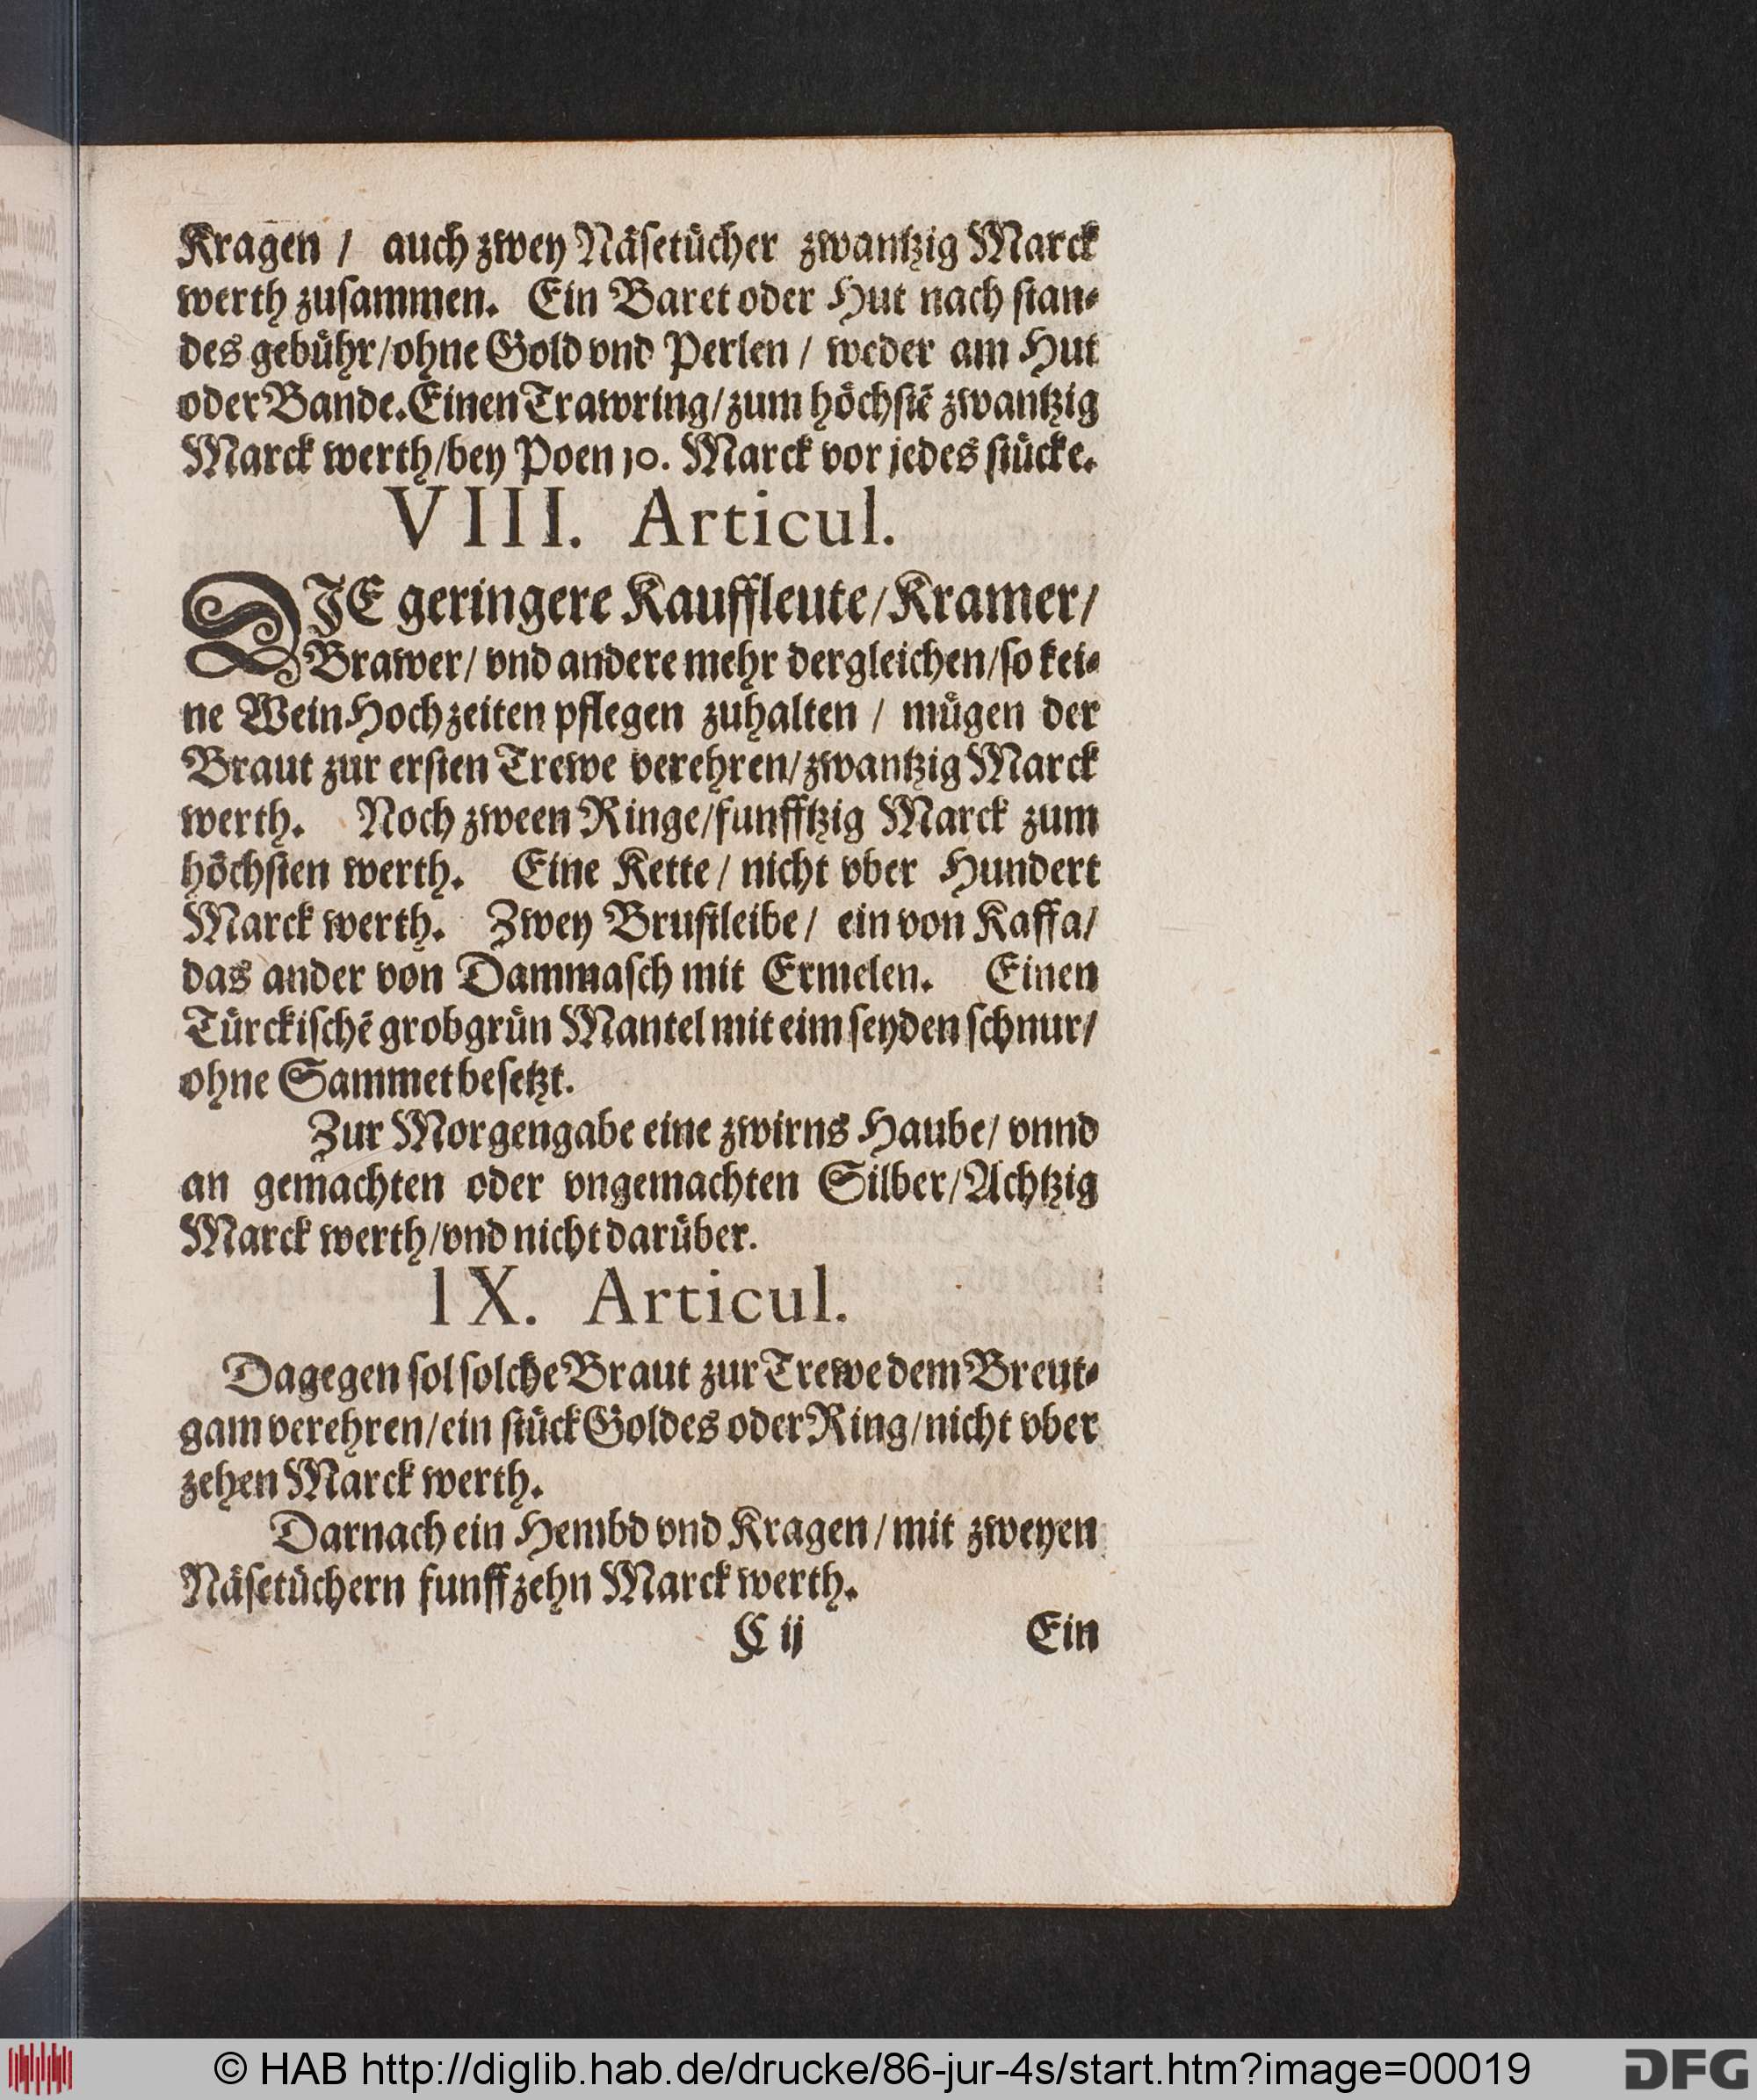 Kragen / auch zwey Näſetücher zwantzig Marck
werth zuſammen. Ein Baret oder Hut nach ſtan⸗
des gebühr/ohne Gold vnd Perlen / weder am Hut
oder Bande. Einen Trawring/zum höchſtẽ zwantzig
Marck werth/bey Poen 10. Marck vor jedes ſtücke.
VIII. Articul.
DIE geringere Kauffleute/Kramer/
Brawer/ vnd andere mehr dergleichen/ſo kei⸗
ne Wein Hochzeiten pflegen zuhalten / mügen der
Braut zur erſten Trewe verehren/zwantzig Marck
werth. Noch zween Ringe/funfftzig Marck zum
höchſten werth. Eine Kette / nicht vber Hundert
Marck werth. Zwey Bruſtleibe / ein von Kaffa/
das ander von Dammaſch mit Ermelen. Einen
Türckiſchẽ grobgrün Mantel mit eim ſeyden ſchnur/
ohne Sammet beſetzt.
Zur Morgengabe eine zwirns Haube/ vnnd
an gemachten oder vngemachten Silber/Achtzig
Marck werth/vnd nicht darüber.
IX. Articul.
Dagegen ſol ſolche Braut zur Trewe dem Breut⸗
gam verehren/ein ſtück Goldes oder Ring/nicht vber
zehen Marck werth.
Darnach ein Hembd vnd Kragen / mit zweyen
Näſetüchern funffzehn Marck werth.
C ij Ein
© HAB http://diglib.hab.de/drucke/86-jur-4s/start.htm?image=00019 DFG